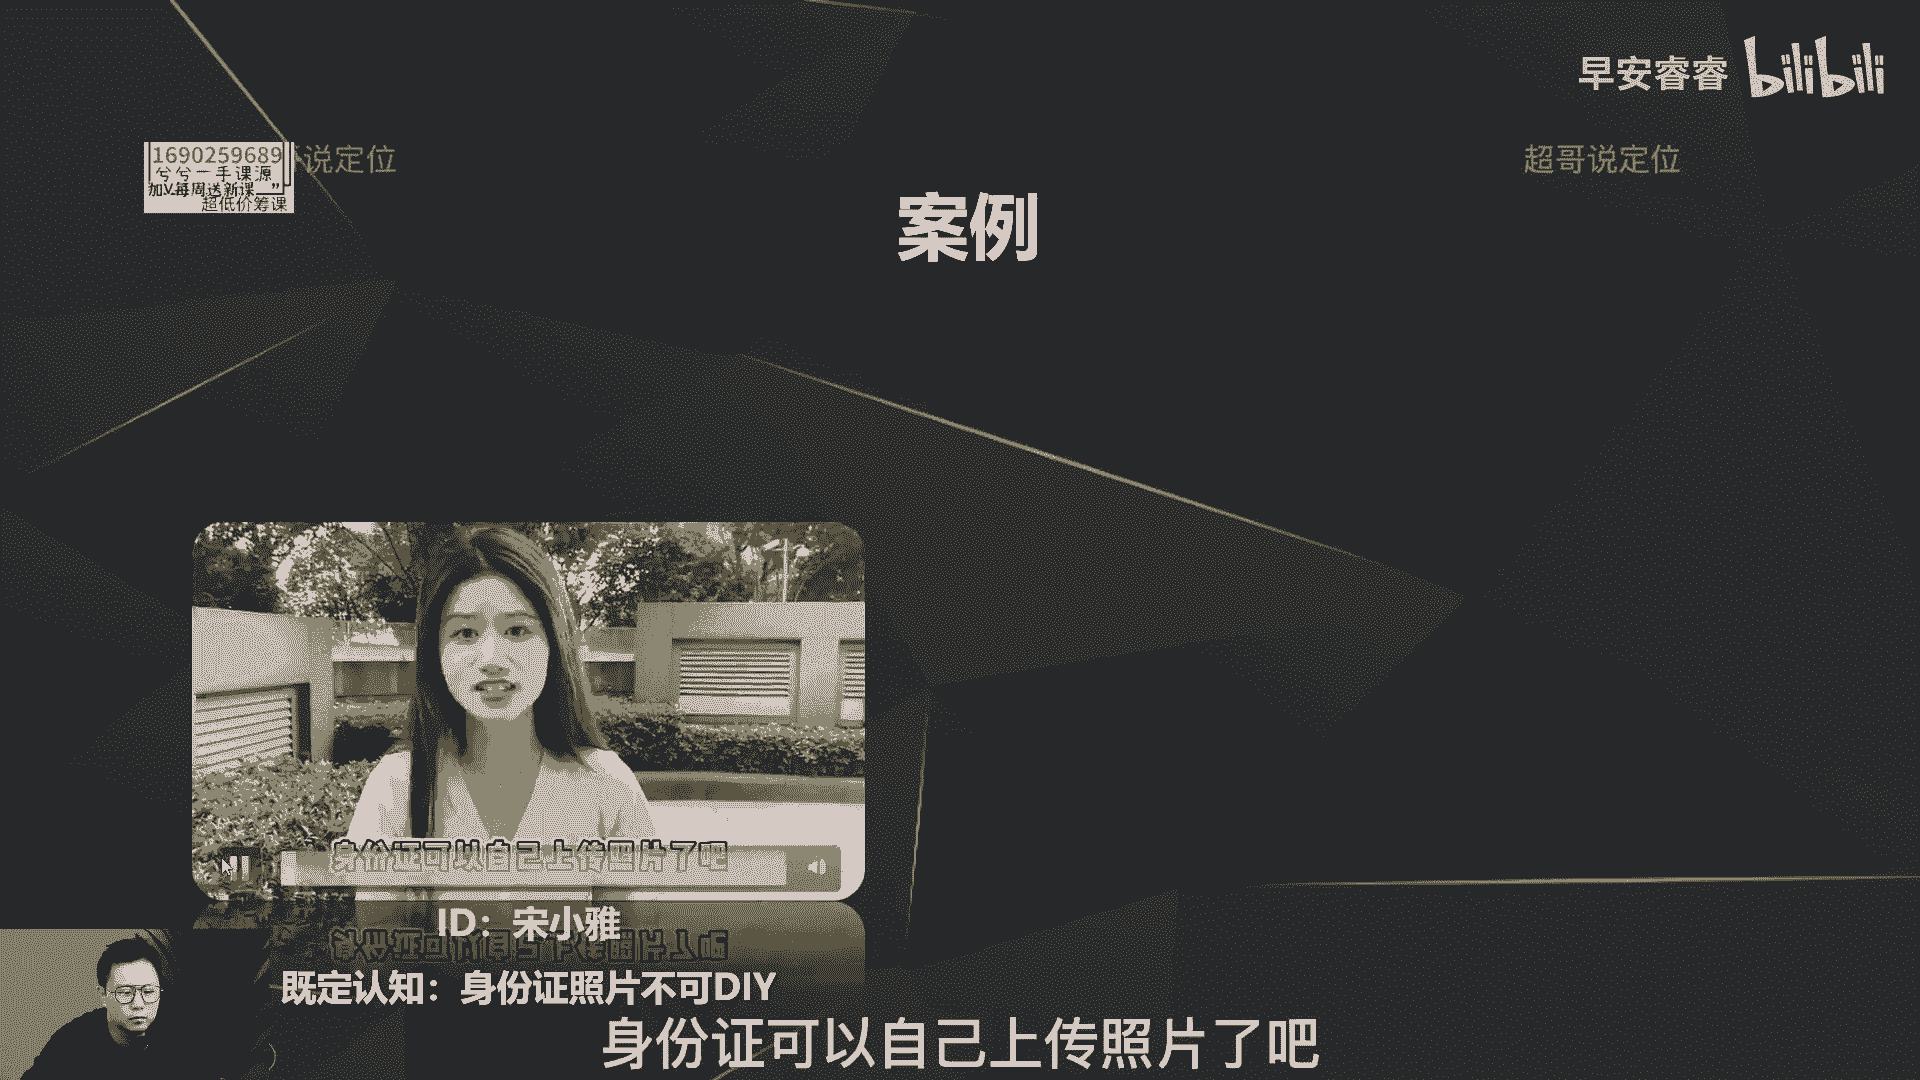 早安睿睿 bilibili
1690259689
兮兮一手课源
加V每周送新课
超低价筹课
说定位
超哥说定位
案例
身份证可以自己上传照片了吧
ID：宋小雅
既定认知：身份证照片不可DIY
身份证可以自己上传照片了吧